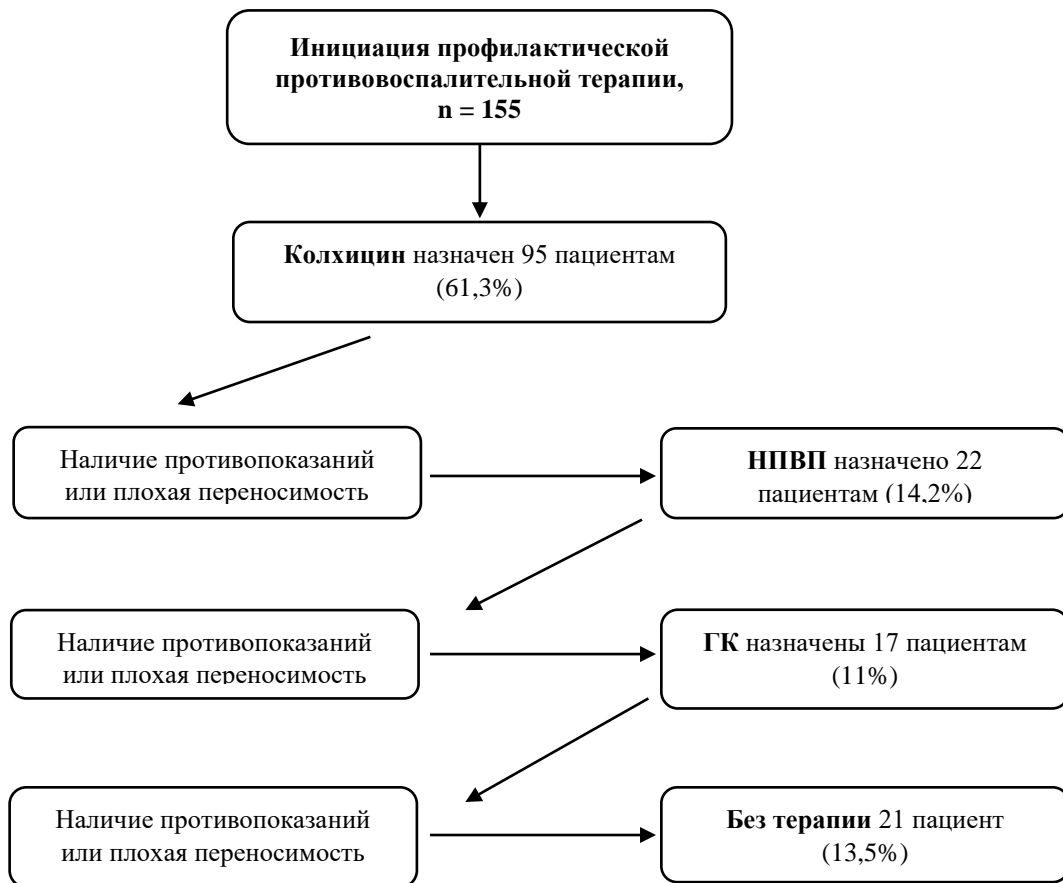 Инициация профилактической
противовоспалительной терапии,
n = 155
Колхицин назначен 95 пациентам
(61,3%)
Наличие противопоказаний
или плохая переносимость
НПВП назначено 22
пациентам (14,2%)
Наличие противопоказаний
или плохая переносимость
ГК назначены 17 пациентам
(11%)
Наличие противопоказаний
или плохая переносимость
Без терапии 21 пациент
(13,5%)